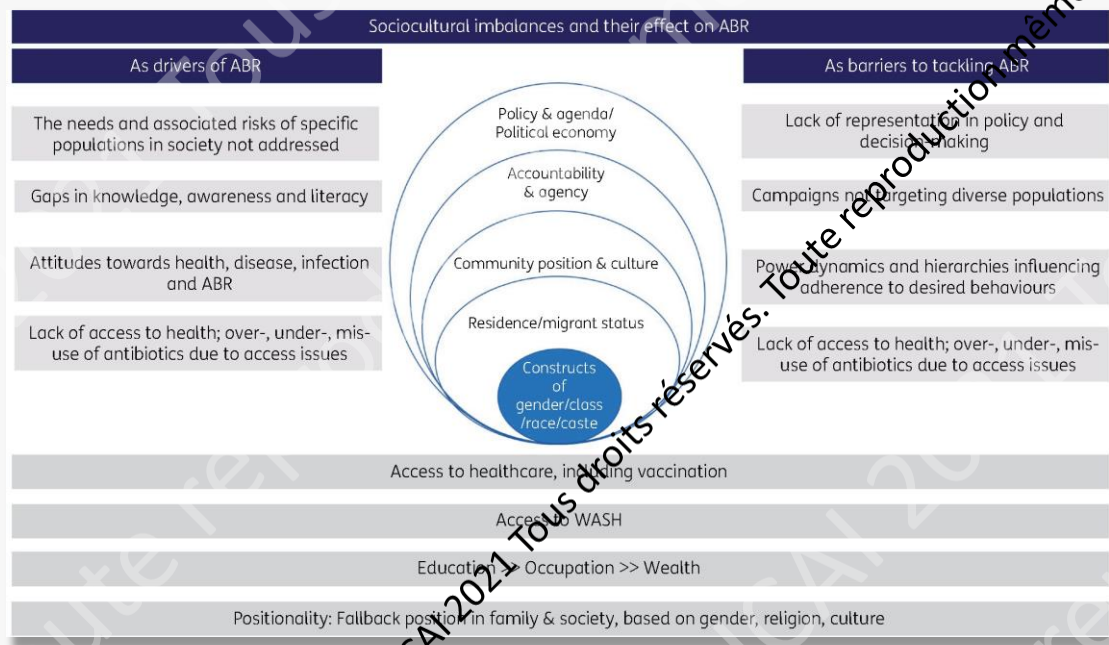 Sociocultural imbalances and their effect on ABR
As drivers of ABR
The needs and associated risks of specific
populations in society not addressed
Gaps in knowledge, awareness and literacy
Attitudes towards health, disease, infection
and ABR
Lack of access to health; over-, under-, mis-
use of antibiotics due to access issues
Policy & agenda/
Political economy
Accountability
& agency
Community position & culture
Residence/migrant status
Constructs
of
gender/class
/race/caste
As barriers to tackling ABR
Lack of representation in policy and
decision-making
Campaigns not targeting diverse populations
Power dynamics and hierarchies influencing
adherence to desired behaviours
Lack of access to health; over-, under-, mis-
use of antibiotics due to access issues
Access to healthcare, including vaccination
Access to WASH
Education >> Occupation >> Wealth
Positionality: Fallback position in family & society, based on gender, religion, culture
2021 Tous droits réservés. Toute reproduction même